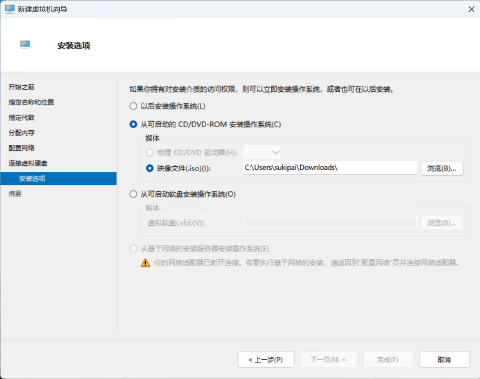 新建虚拟机向导
安装选项
开始之前
指定名称和位置
指定代数
分配内存
配置网络
连接虚拟硬盘
安装选项
摘要
如果你拥有对安装介质的访问权限，则可以立即安装操作系统，或者也可在以后安装。
以后安装操作系统(L)
从可启动的 CD/DVD-ROM 安装操作系统(C)
媒体
物理 CD/DVD 驱动器(H):
映像文件(.iso)(I): C:\Users\sukipai\Downloads\ 浏览(B)...
从可启动软盘安装操作系统(O)
媒体
虚拟软盘(.vfd)(V): 浏览(B)...
从基于网络的安装服务器安装操作系统(E)
你的网络适配器已断开连接。若要执行基于网络的安装，请返回到"配置网络"页并连接网络适配器。
< 上一步(P) 下一页(N) > 完成(F) 取消